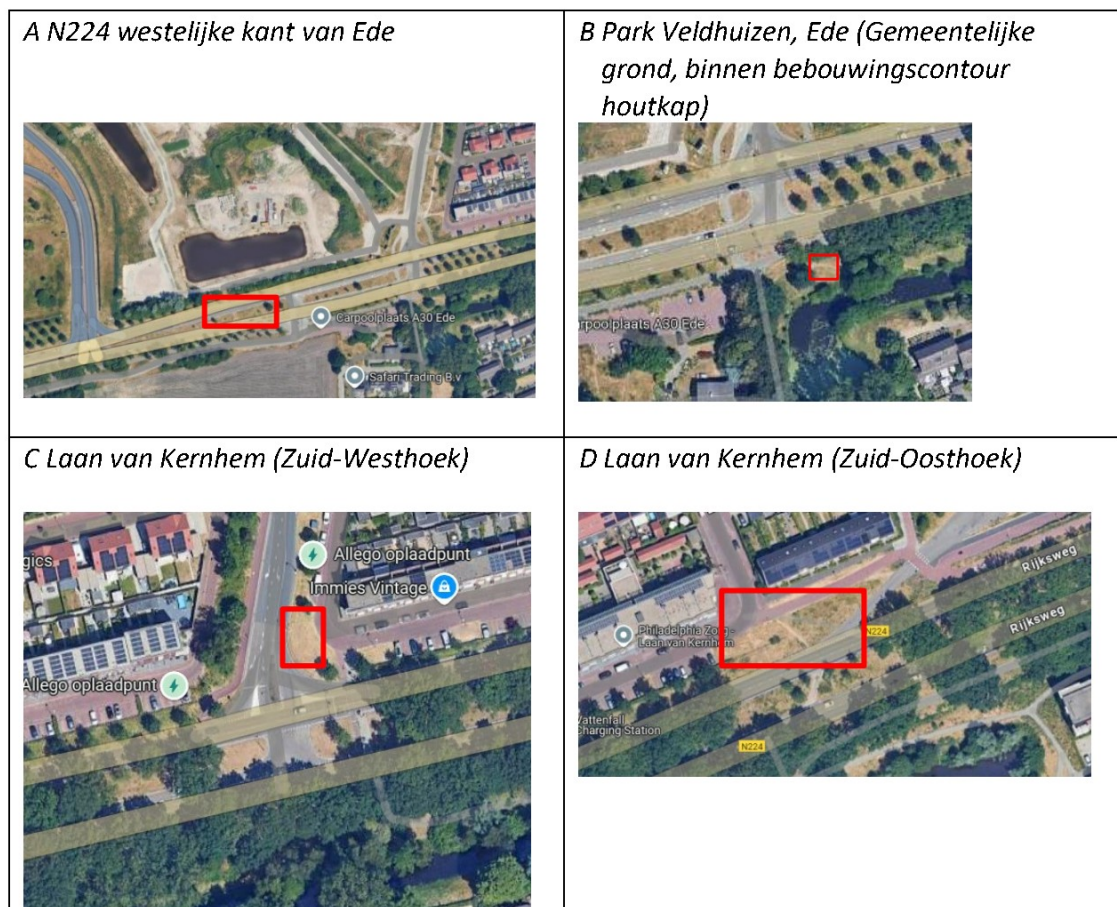 A N224 westelijke kant van Ede
Carpoolplaats A30 Ede
Safari Trading B.v
B Park Veldhuizen, Ede (Gemeentelijke
grond, binnen bebouwingscontour
houtkap)
arpoolplaats A30 Ede
C Laan van Kernhem (Zuid-Westhoek)
gics
Allego oplaadpunt
Immies Vintage
Allego oplaadpunt
D Laan van Kernhem (Zuid-Oosthoek)
Rijksweg
Rijksweg
Philadelphia Zorg -
Laan van Kernhem
N224
Vattenfall
Charging Station
N224